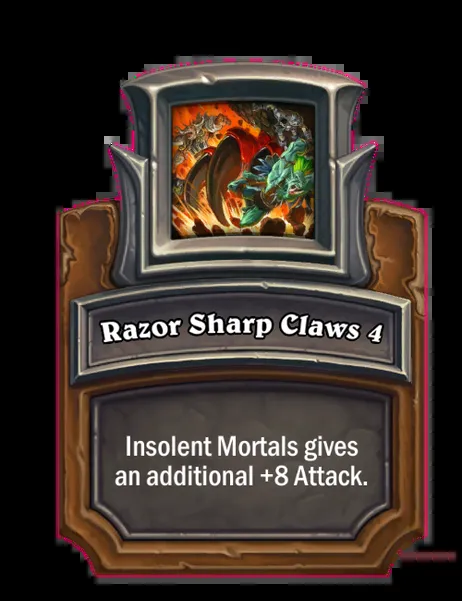 Razor Sharp Claws 4
Insolent Mortals gives
an additional +8 Attack.